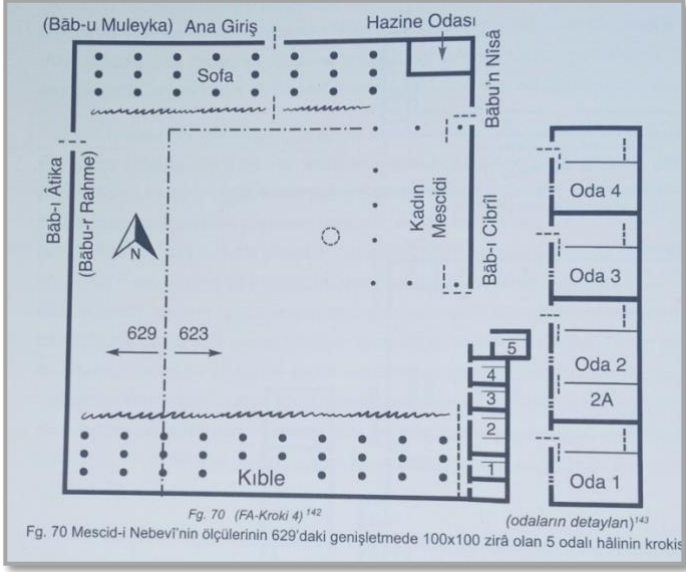 (Bāb-u Muleyka) Ana Giriş
Hazine Odası
Sofa
Bâbu'n Nîsâ
Bāb-ı Âtika
(Bâbu-r Rahme)
Kadın
Mescidi
Bāb-ı Cibrîl
N
629 623
Oda 4
Oda 3
Oda 2
2A
Oda 1
5
4
3
2
1
Kıble
Fg. 70 (FA-Kroki 4) 142
(odaların detayları) 143
Fg. 70 Mescid-i Nebevî'nin ölçülerinin 629'daki genişletmede 100x100 zirâ olan 5 odalı hâlinin krokis